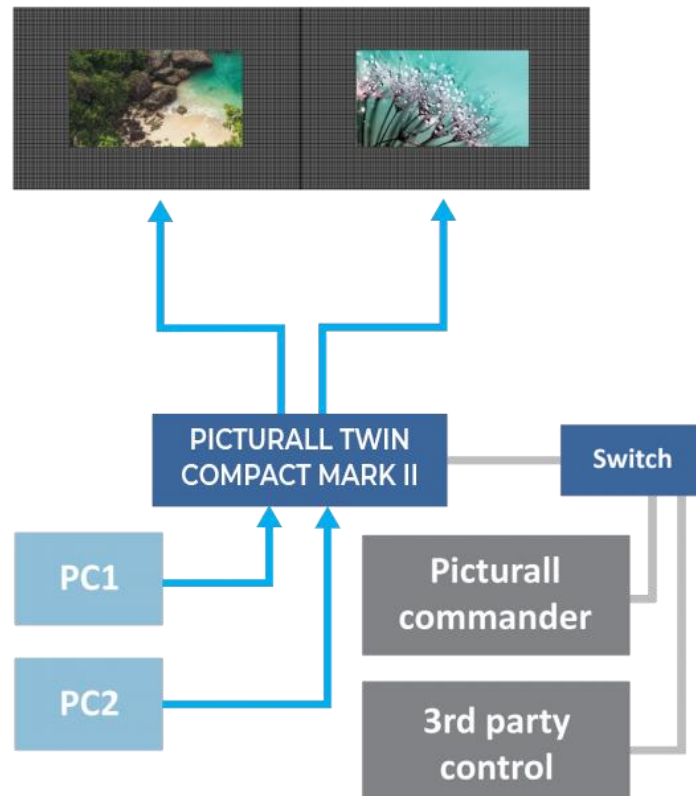 PICTURALL TWIN
COMPACT MARK II
Switch
PC1
Picturall
commander
PC2
3rd party
control